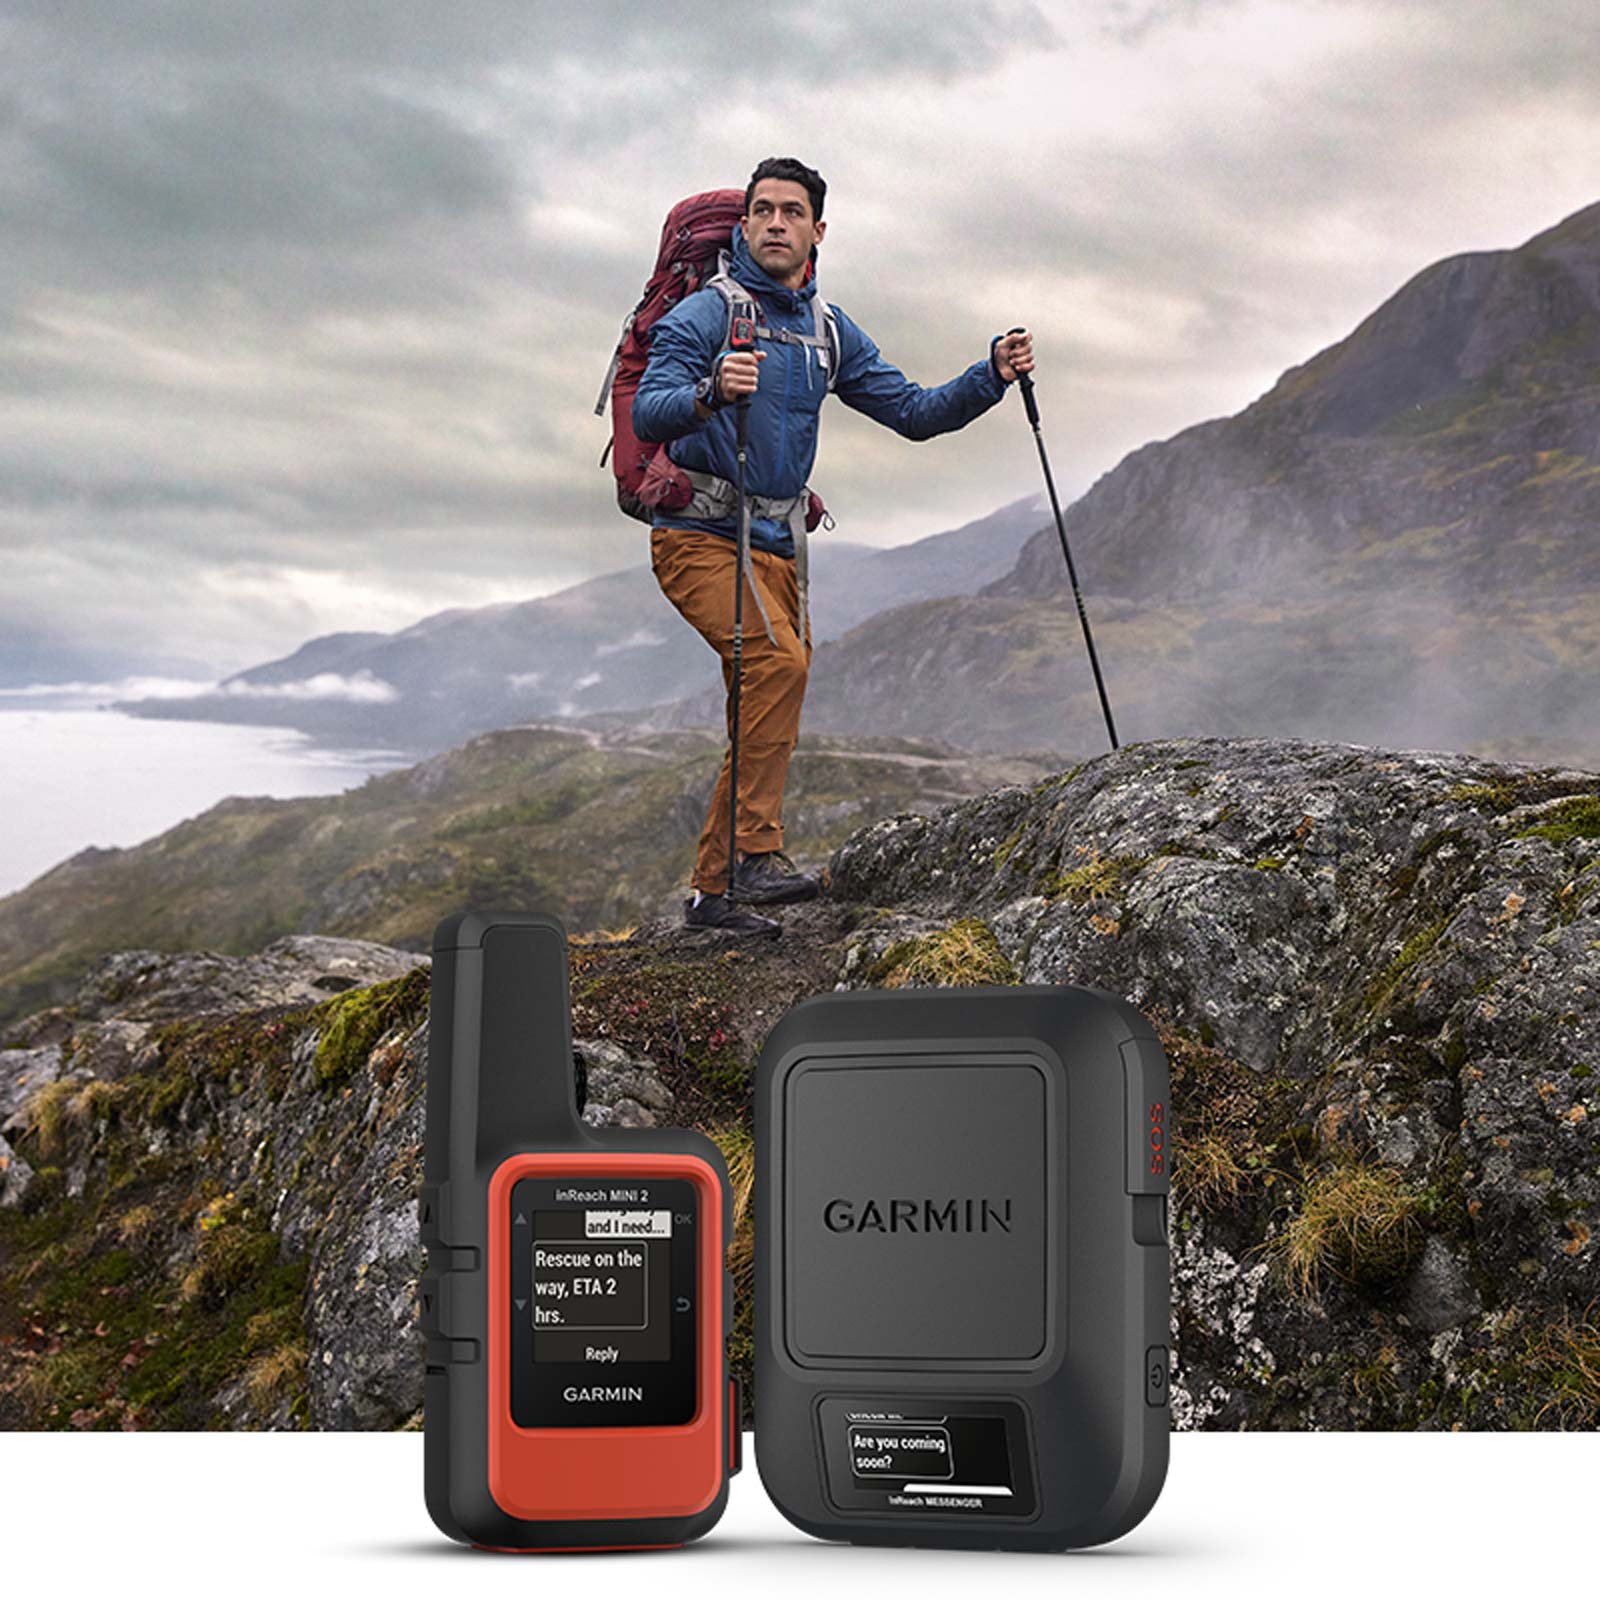 inReach MINI 2
and I need...
OK
Rescue on the
way, ETA 2
hrs.
Reply
GARMIN
GARMIN
SOS
Are you coming
soon?
inReach MESSENGER